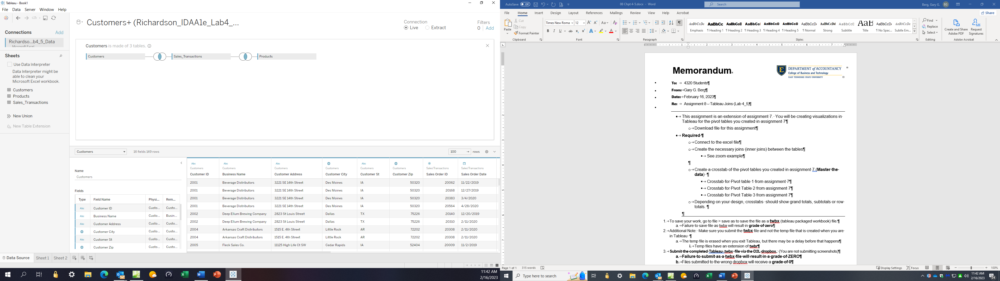 Tableau - Book1
File Data Server Window Help
Connections Add
Richardso...b4_5_Data
Microsoft Excel
Sheets
Use Data Interpreter
Data Interpreter might be
able to clean your
Microsoft Excel workbook.
Customers
Products
Sales_Transactions
New Union
New Table Extension
Customers+ (Richardson_IDAA1e_Lab4_...
Connection
Live Extract
Filters
0 Add
Customers is made of 3 tables.
Customers Sales_Transactions Products
Customers 16 fields 149 rows 100 rows
Name
Customers
Fields
Type Field Name Physi... Rem...
Abc Customer ID Custo... Custo...
Abc Business Name Custo... Busin...
Abc Customer Address Custo... Custo...
Customer City Custo... Custo...
Abc Customer St Custo... Custo...
Customer Zip Custo... Custo...
Abc Abc Abc Abc #
Customers Customers Customers Customers Customers Customers Sales!Transactions Sales!Transactions
Customer ID Business Name Customer Address Customer City Customer St Customer Zip Sales Order ID Sales Order Date
2001 Beverage Distributors 3221 SE 14th Street Des Moines IA 50320 20062 11/22/2019
2001 Beverage Distributors 3221 SE 14th Street Des Moines IA 50320 20168 12/27/2019
2001 Beverage Distributors 3221 SE 14th Street Des Moines IA 50320 20383 3/4/2020
2001 Beverage Distributors 3221 SE 14th Street Des Moines IA 50320 20564 4/28/2020
2002 Deep Ellum Brewing Company 2823 St Louis Street Dallas TX 75226 20140 12/20/2019
2002 Deep Ellum Brewing Company 2823 St Louis Street Dallas TX 75226 20310 2/11/2020
2004 Arkansas Craft Distributors 1515 E. 4th Street Little Rock AR 72202 20308 2/11/2020
2004 Arkansas Craft Distributors 1515 E. 4th Street Little Rock AR 72202 20308 2/11/2020
2005 Fleck Sales Co. 11125 High Life Ct SW Cedar Rapids IA 52404 20009 11/2/2019
Data Source Sheet 1 Sheet 2
11:42 AM
2/16/2023
AutoSave Off 08 Chpt 4-5.docx - Word Search Berg, Gary G. BG
File Home Insert Design Layout References Mailings Review View Help Acrobat Share
Paste
Cut
Copy
Format Painter
Clipboard
Times New Roma 12
Font
Paragraph
AaBbCcDc AaBbCc AaBbCcD AaBbCcl AaBbCcD AaBbCcD AaBbCcDc AaBbCcDd AaBbCcC AaB AaBbCcDc AaBbCcDc
Emphasis ¶ Heading 1 ¶ Heading 2 ¶ Heading 3 ¶ Heading 4 ¶ Heading 5 ¶ Normal Strong Subtitle Title ¶ No Spac... Subtle Em...
Styles
Find
Replace
Select
Editing
Create and Share
Adobe PDF
Request
Signatures
Adobe Acrobat
Memorandum
DEPARTMENT of ACCOUNTANCY
College of Business and Technology
EAST TENNESSEE STATE UNIVERSITY
To: → 4320 Students¶
From:→Gary G. Berg¶
Date:→February 16, 2023¶
Re: → Assignment 8 – Tableau Joins (Lab 4_5)¶
•→This assignment is an extension of assignment 7. You will be creating visualizations in
Tableau for the pivot tables you created in assignment 7¶
o→Download file for this assignment¶
•→Required ¶
o→Connect to the excel file¶
o→Create the necessary joins (inner joins) between the tables¶
▪→See zoom example¶
¶
o→Create a crosstab of the pivot tables you created in assignment 7.(Master the
data) ¶
▪→Crosstab for Pivot table 1 from assignment 7¶
▪→Crosstab for Pivot Table 2 from assignment 7¶
▪→Crosstab for Pivot Table 3 from assignment 7¶
o→Depending on your design, crosstabs should show grand totals, subtotals or row
totals. ¶
¶
1.→To save your work, go to file > save as to save the file as a twbx (tableau packaged workbook) file.¶
a.→Failure to save file as twbx will result in grade of zero¶
2.→Additional Note: Make sure you submit the twbx file and not the temp file that is created when you are
in Tableau ¶
a.→The temp file is erased when you exit Tableau, but there may be a delay before that happens¶
i.→Temp files have an extension of twbr¶
3.→Submit the completed Tableau .twbx file via the D2L dropbox. (You are not submitting screenshots)¶
a.→Failure to submit as a twbx file will result in a grade of ZERO¶
b.→Files submitted to the wrong dropbox will receive a grade of 0¶
Page 1 of 1 315 words Display Settings Focus 100%
Type here to search
11:42 AM
2/16/2023